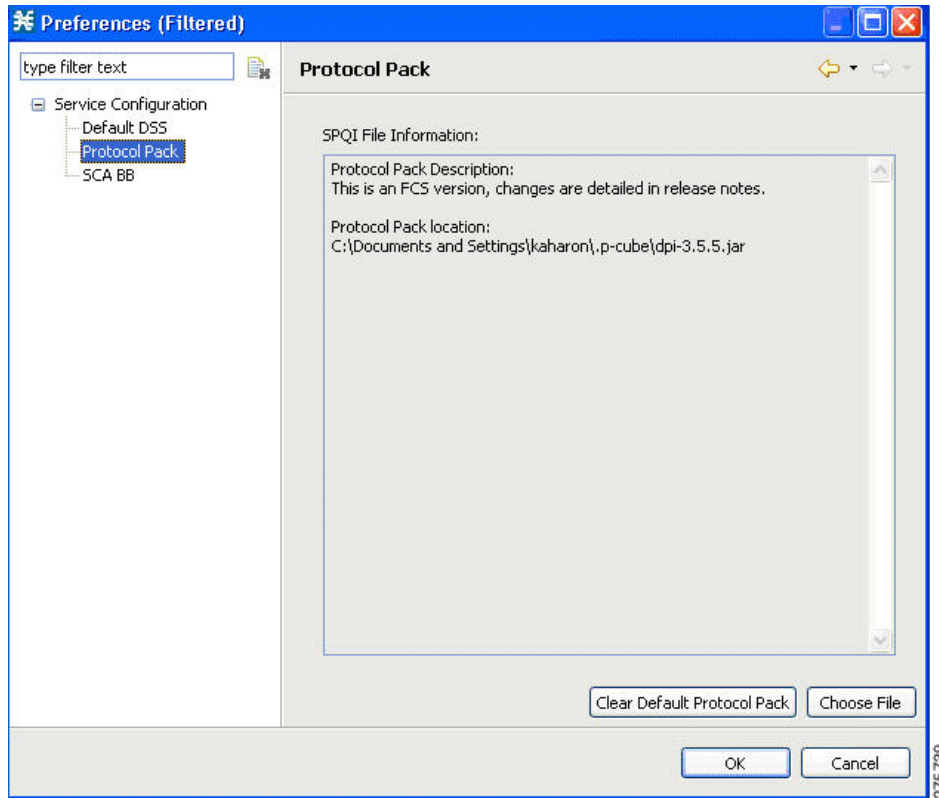 Preferences (Filtered)
type filter text
Service Configuration
Default DSS
Protocol Pack
SCA BB
Protocol Pack
SPQI File Information:
Protocol Pack Description:
This is an FCS version, changes are detailed in release notes.
Protocol Pack location:
C:\Documents and Settings\kaharon\.p-cube\dpi-3.5.5.jar
Clear Default Protocol Pack
Choose File
OK
Cancel